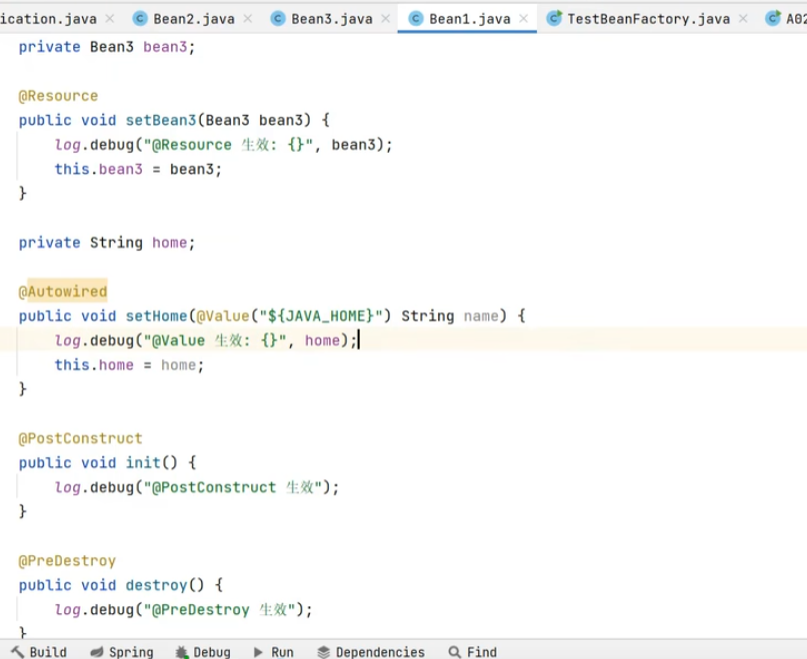 ication.java Bean2.java Bean3.java Bean1.java TestBeanFactory.java A02
private Bean3 bean3;
@Resource
public void setBean3(Bean3 bean3) {
log.debug("@Resource 生效: {}", bean3);
this.bean3 = bean3;
}
private String home;
@Autowired
public void setHome(@Value("${JAVA_HOME}") String name) {
log.debug("@Value 生效: {}", home);
this.home = home;
}
@PostConstruct
public void init() {
log.debug("@PostConstruct 生效");
}
@PreDestroy
public void destroy() {
log.debug("@PreDestroy 生效");
}
Build Spring Debug Run Dependencies Find